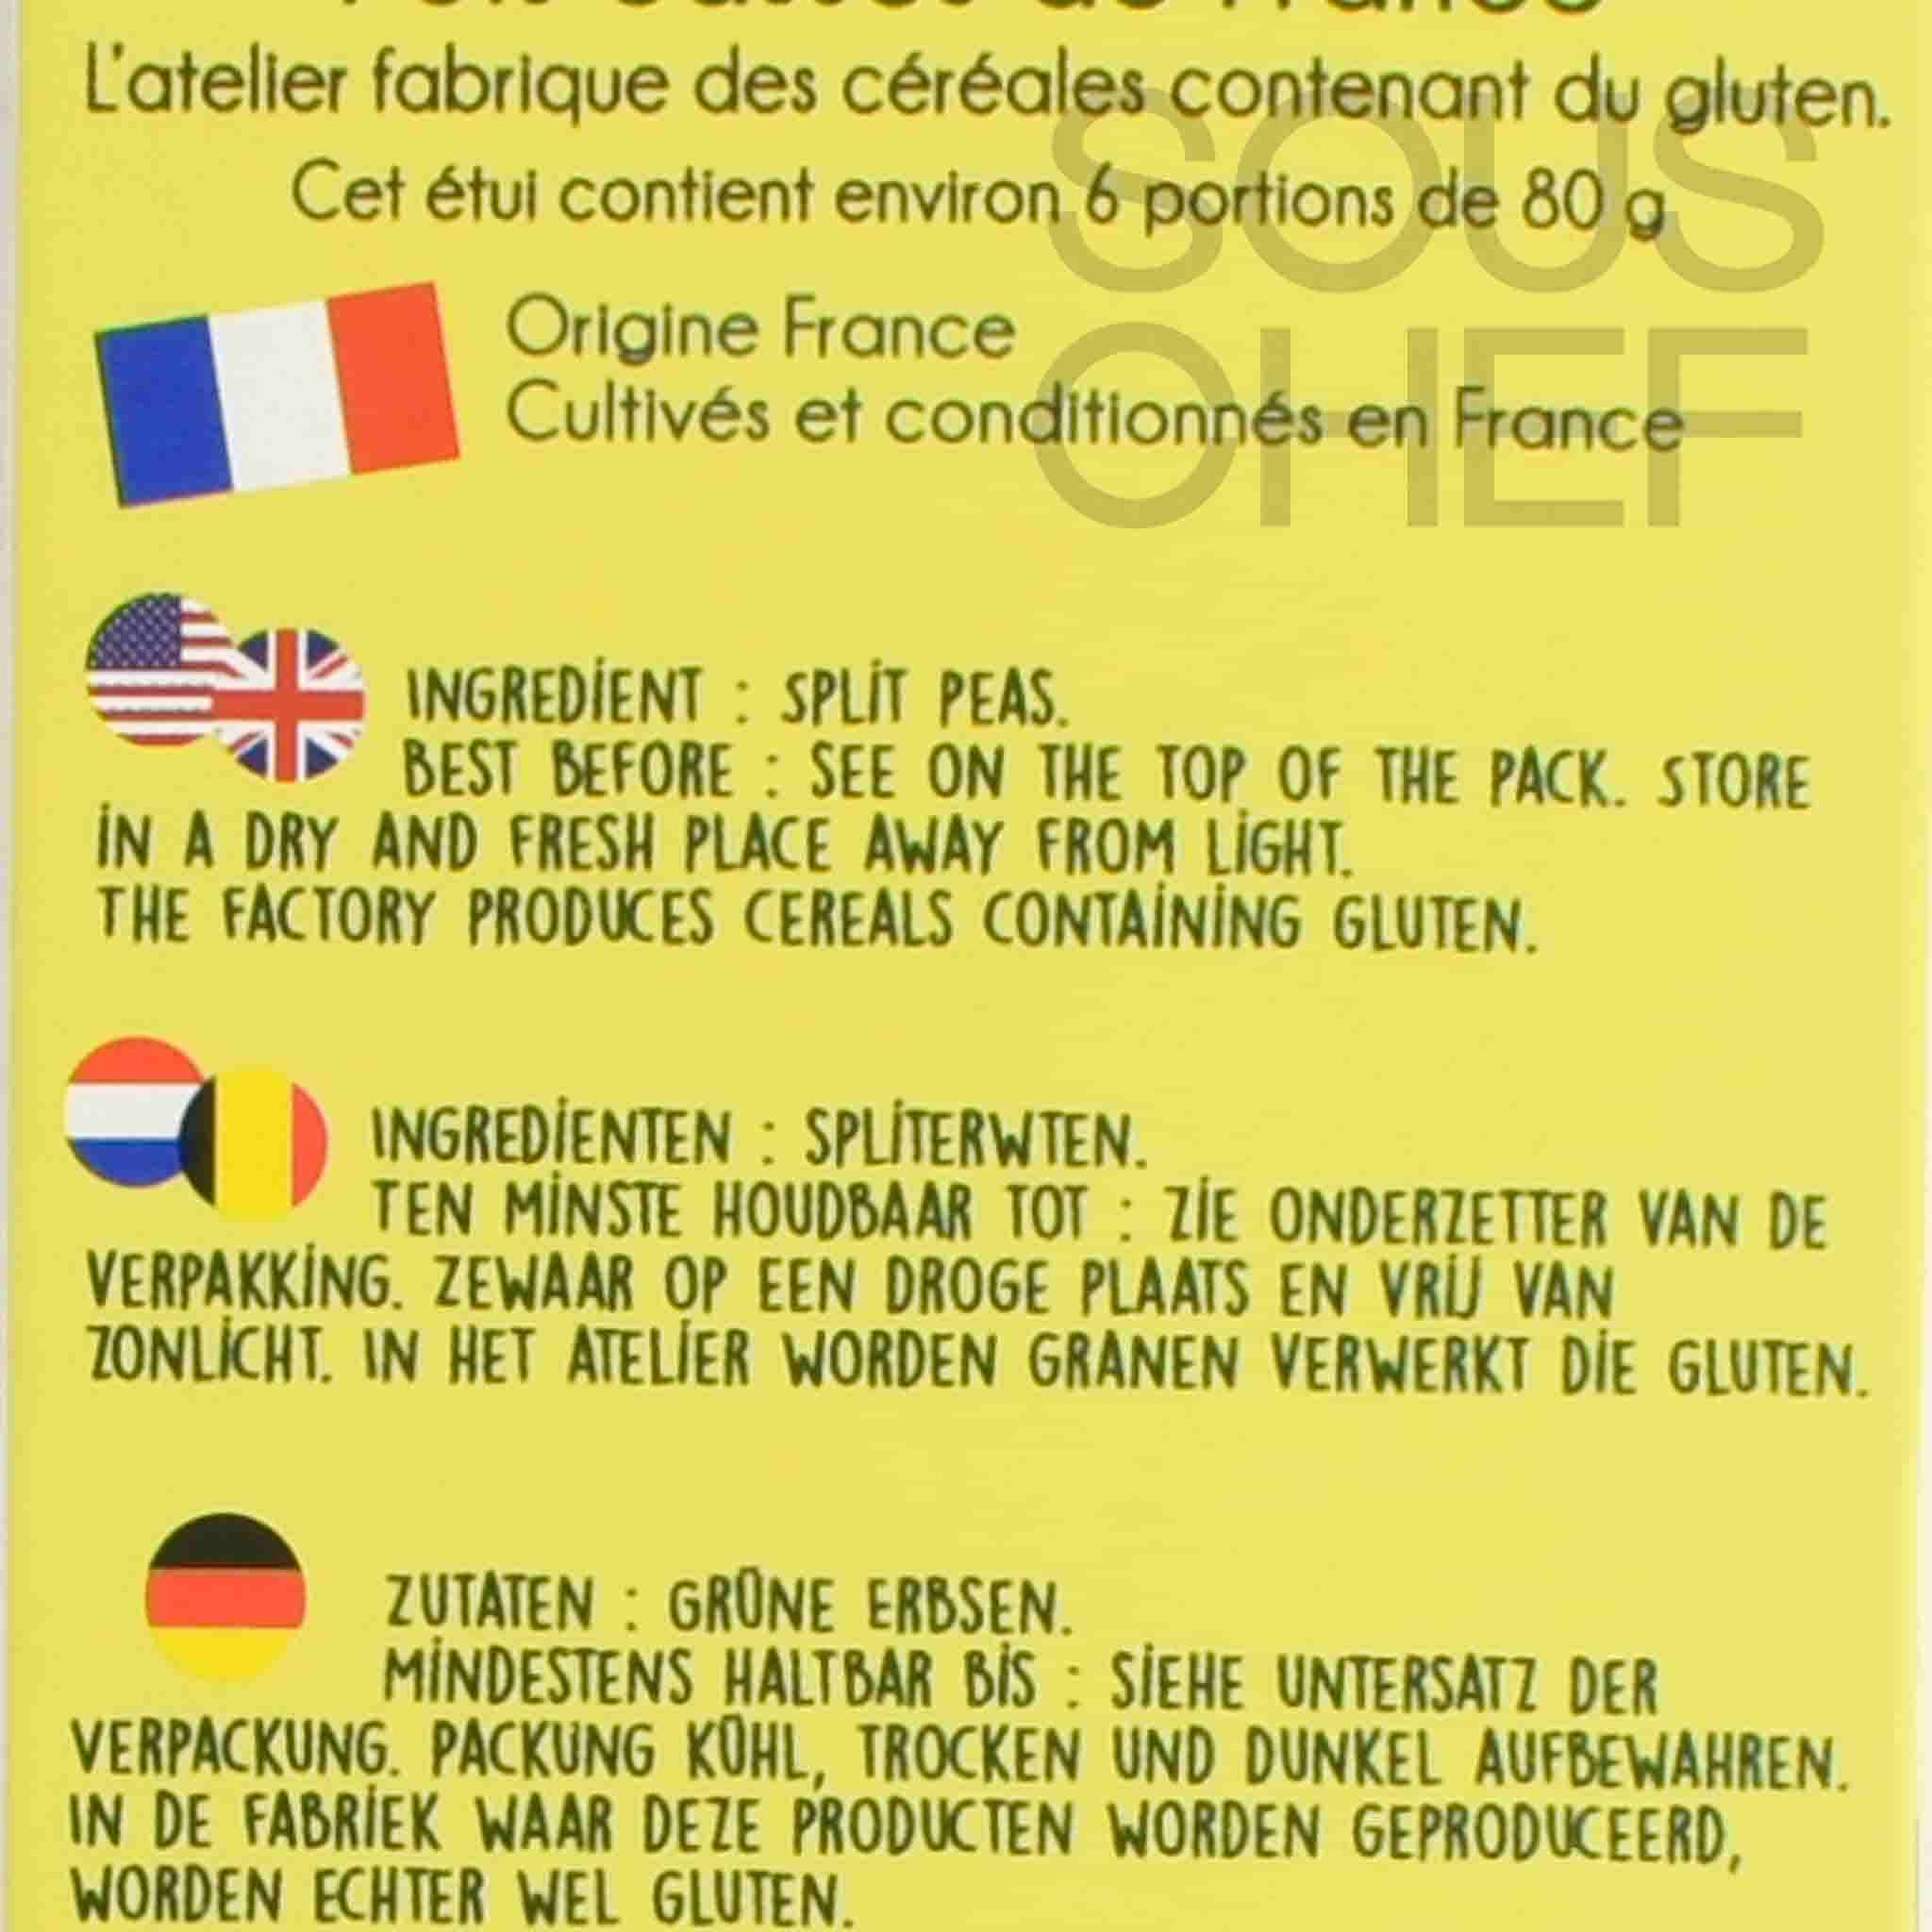 Pois Cassés de France
L'atelier fabrique des céréales contenant du gluten.
Cet étui contient environ 6 portions de 80 g
Origine France
Cultivés et conditionnés en France
SOUS
CHEF
INGREDIENT : SPLIT PEAS.
BEST BEFORE : SEE ON THE TOP OF THE PACK. STORE
IN A DRY AND FRESH PLACE AWAY FROM LIGHT.
THE FACTORY PRODUCES CEREALS CONTAINING GLUTEN.
INGREDIENTEN : SPLITERWTEN.
TEN MINSTE HOUDBAAR TOT : ZIE ONDERZETTER VAN DE
VERPAKKING. ZEWAAR OP EEN DROGE PLAATS EN VRIJ VAN
ZONLICHT. IN HET ATELIER WORDEN GRANEN VERWERKT DIE GLUTEN.
ZUTATEN : GRÜNE ERBSEN.
MINDESTENS HALTBAR BIS : SIEHE UNTERSATZ DER
VERPACKUNG. PACKUNG KÜHL, TROCKEN UND DUNKEL AUFBEWAHREN.
IN DE FABRIEK WAAR DEZE PRODUCTEN WORDEN GEPRODUCEERD,
WORDEN ECHTER WEL GLUTEN.